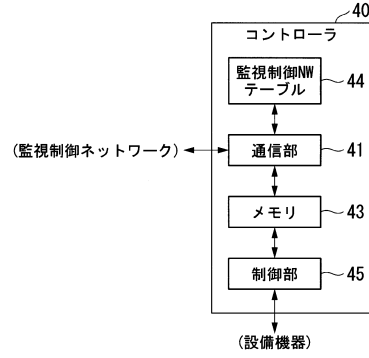 40
コントローラ
監視制御NW
テーブル
44
(監視制御ネットワーク)
通信部
41
メモリ
43
制御部
45
(設備機器)